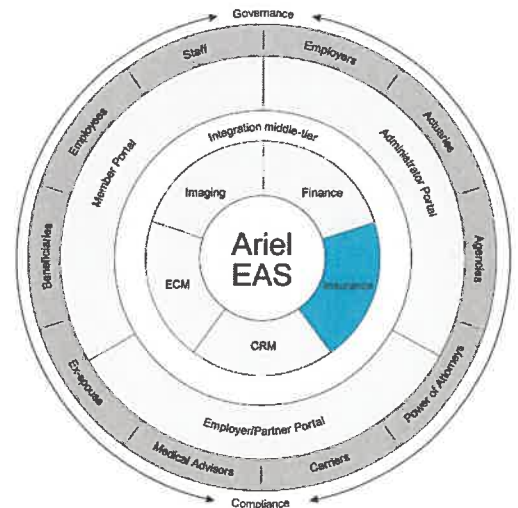 Governance
Staff
Employers
Employees
Actuaries
Integration middle-tier
Member Portal
Administrator Portal
Imaging
Finance
Beneficiaries
Agencies
Ariel
EAS
ECM
Insurance
CRM
Ex-spouse
Power of Attorneys
Employer/Partner Portal
Medical Advisors
Carriers
Compliance